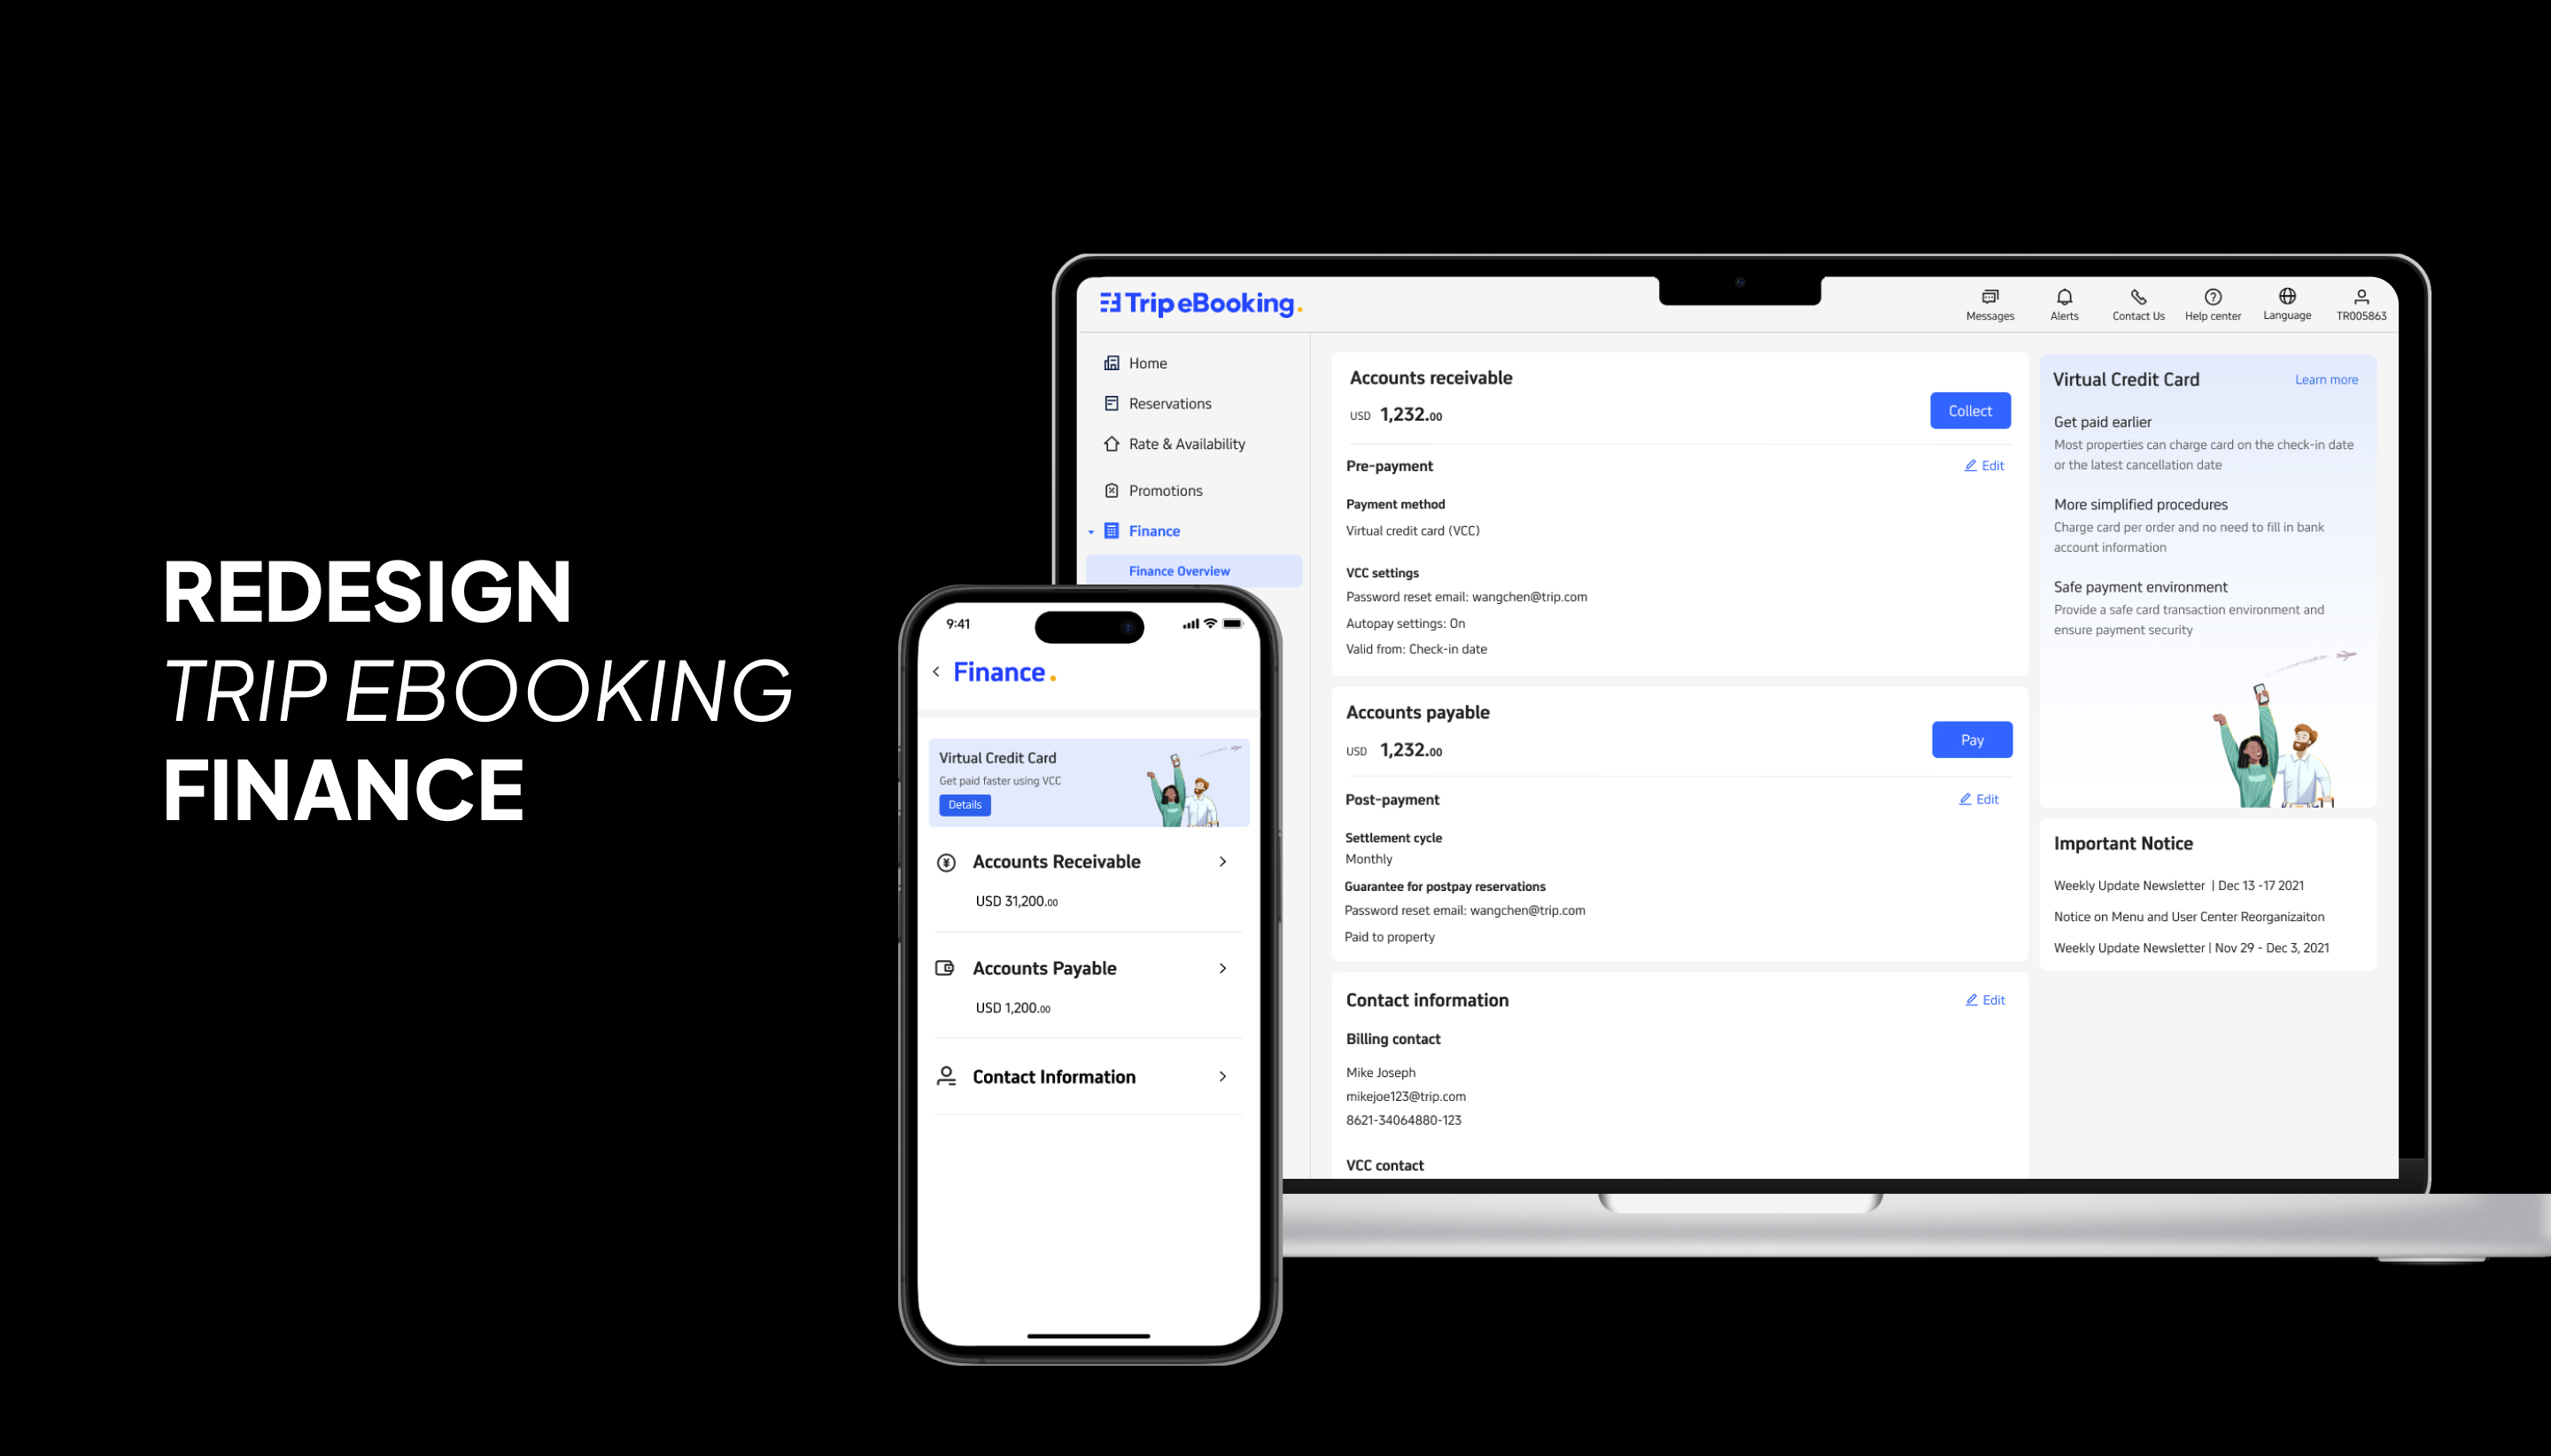 REDESIGN
TRIP EBOOKING
FINANCE
Trip eBooking.
Messages
Alerts
Contact Us
Help center
Language
TR005863
Home
Reservations
Rate & Availability
Promotions
Finance
Finance Overview
Accounts receivable
USD 1,232.00
Collect
Pre-payment
Edit
Payment method
Virtual credit card (VCC)
VCC settings
Password reset email: wangchen@trip.com
Autopay settings: On
Valid from: Check-in date
Accounts payable
USD 1,232.00
Pay
Post-payment
Edit
Settlement cycle
Monthly
Guarantee for postpay reservations
Password reset email: wangchen@trip.com
Paid to property
Contact information
Edit
Billing contact
Mike Joseph
mikejoe123@trip.com
8621-34064880-123
VCC contact
Virtual Credit Card
Learn more
Get paid earlier
Most properties can charge card on the check-in date
or the latest cancellation date
More simplified procedures
Charge card per order and no need to fill in bank
account information
Safe payment environment
Provide a safe card transaction environment and
ensure payment security
Important Notice
Weekly Update Newsletter | Dec 13 -17 2021
Notice on Menu and User Center Reorganizaiton
Weekly Update Newsletter | Nov 29 - Dec 3, 2021
9:41
Finance.
Virtual Credit Card
Get paid faster using VCC
Details
Accounts Receivable
USD 31,200.00
Accounts Payable
USD 1,200.00
Contact Information